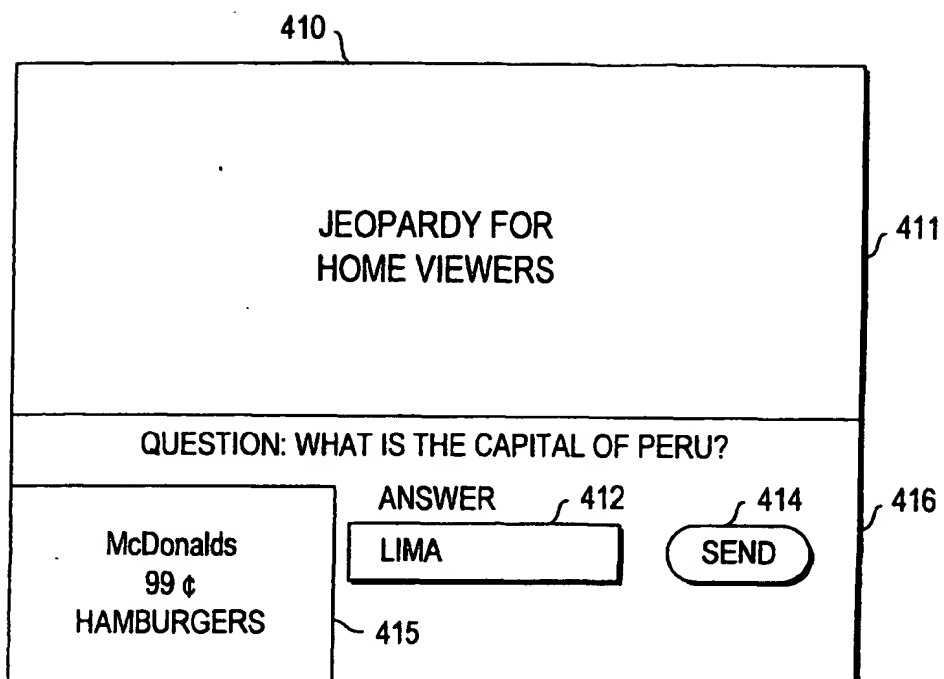 410
JEOPARDY FOR
HOME VIEWERS
411
QUESTION: WHAT IS THE CAPITAL OF PERU?
ANSWER
412
414
416
McDonalds
99 ¢
HAMBURGERS
LIMA
SEND
415